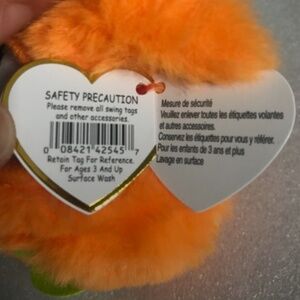 SAFETY PRECAUTION
Please remove all swing tags
and other accessories.
0 08421 42545 7
Retain Tag For Reference.
For Ages 3 And Up
Surface Wash
Mesure de sécurité
Veuillez enlever toutes les étiquettes volantes
et autres accessoires.
Conservez les étiquettes pour vous y référer.
Pour les enfants de 3 ans et plus
Lavage en surface